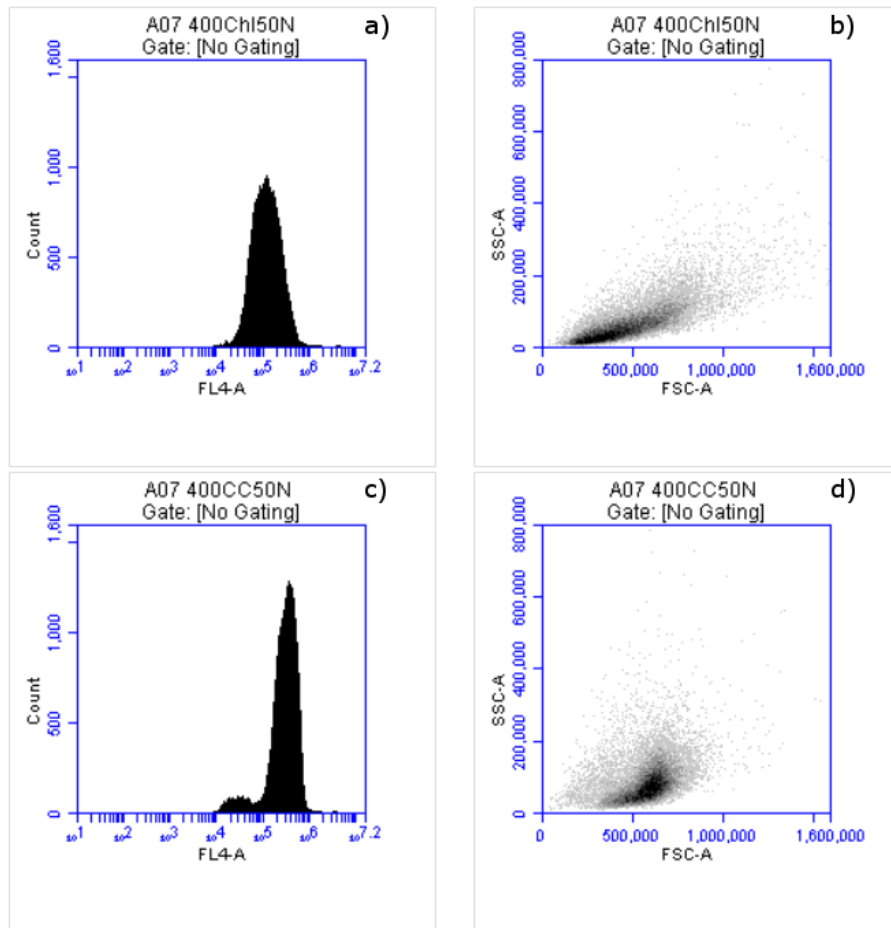 A07 400Chl50N
a)
Gate: [No Gating]
1,600
1,000
500
0
Count
10^1 10^2 10^3 10^4 10^5 10^6 10^7.2
FL4-A
A07 400Chl50N
b)
Gate: [No Gating]
800,000
600,000
400,000
200,000
0
SSC-A
0 500,000 1,000,000 1,600,000
FSC-A
A07 400CC50N
c)
Gate: [No Gating]
1,600
1,000
500
0
Count
10^1 10^2 10^3 10^4 10^5 10^6 10^7.2
FL4-A
A07 400CC50N
d)
Gate: [No Gating]
800,000
600,000
400,000
200,000
0
SSC-A
0 500,000 1,000,000 1,600,000
FSC-A